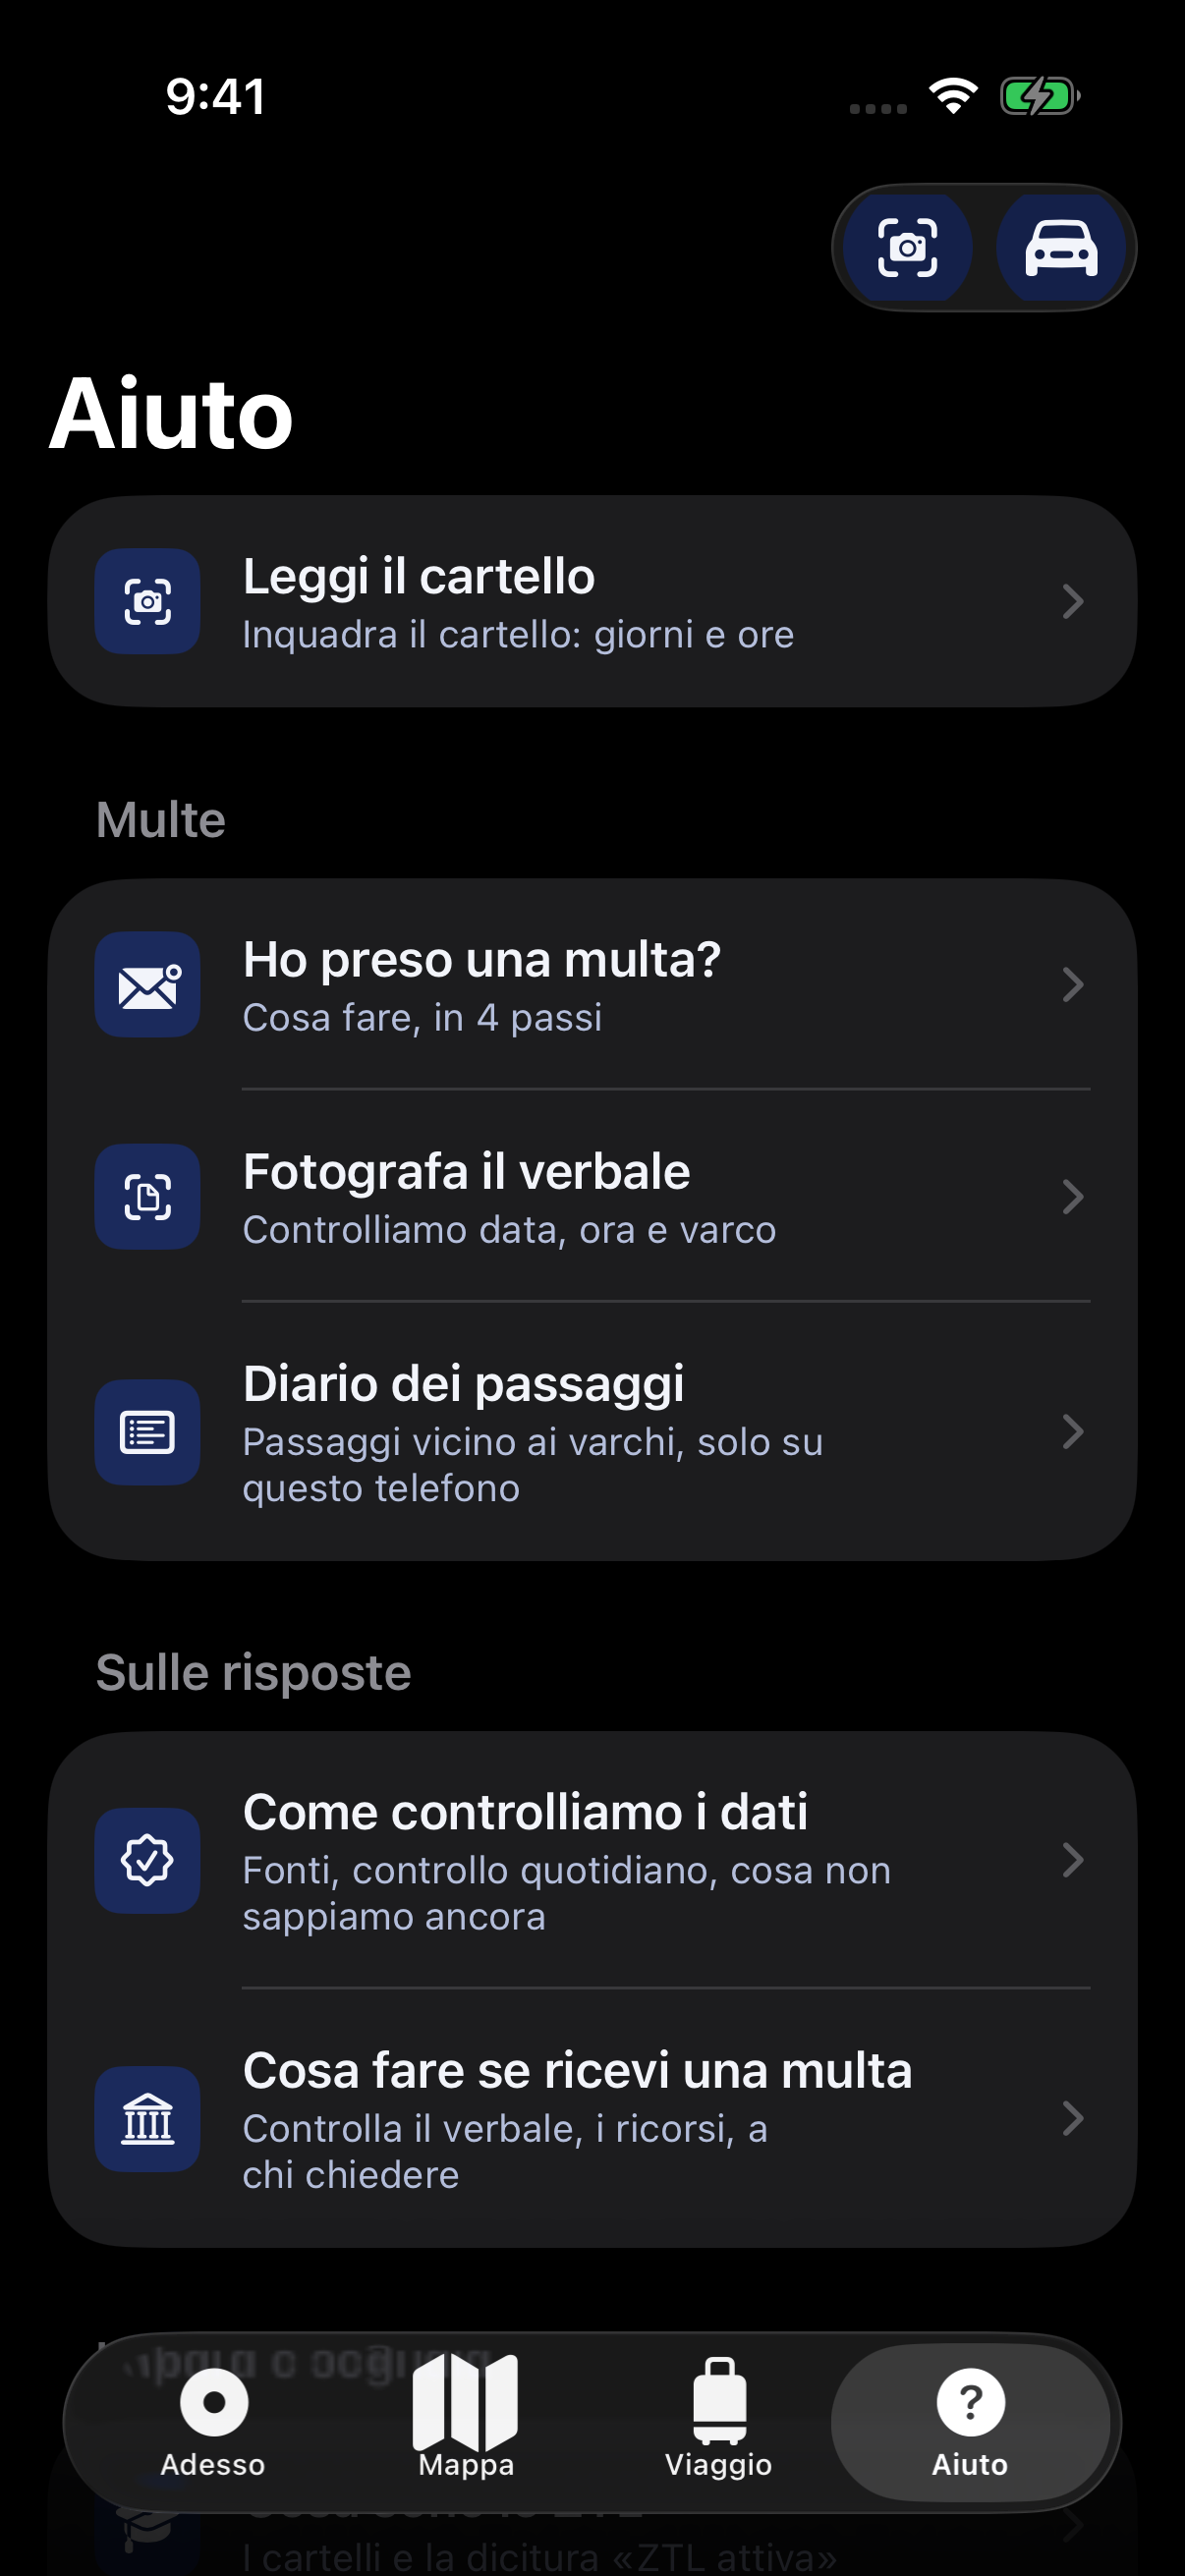 9:41
Aiuto
Leggi il cartello
Inquadra il cartello: giorni e ore
Multe
Ho preso una multa?
Cosa fare, in 4 passi
Fotografa il verbale
Controlliamo data, ora e varco
Diario dei passaggi
Passaggi vicino ai varchi, solo su
questo telefono
Sulle risposte
Come controlliamo i dati
Fonti, controllo quotidiano, cosa non
sappiamo ancora
Cosa fare se ricevi una multa
Controlla il verbale, i ricorsi, a
chi chiedere
Adesso
Mappa
Viaggio
Aiuto
I cartelli e la dicitura «ZTL attiva»